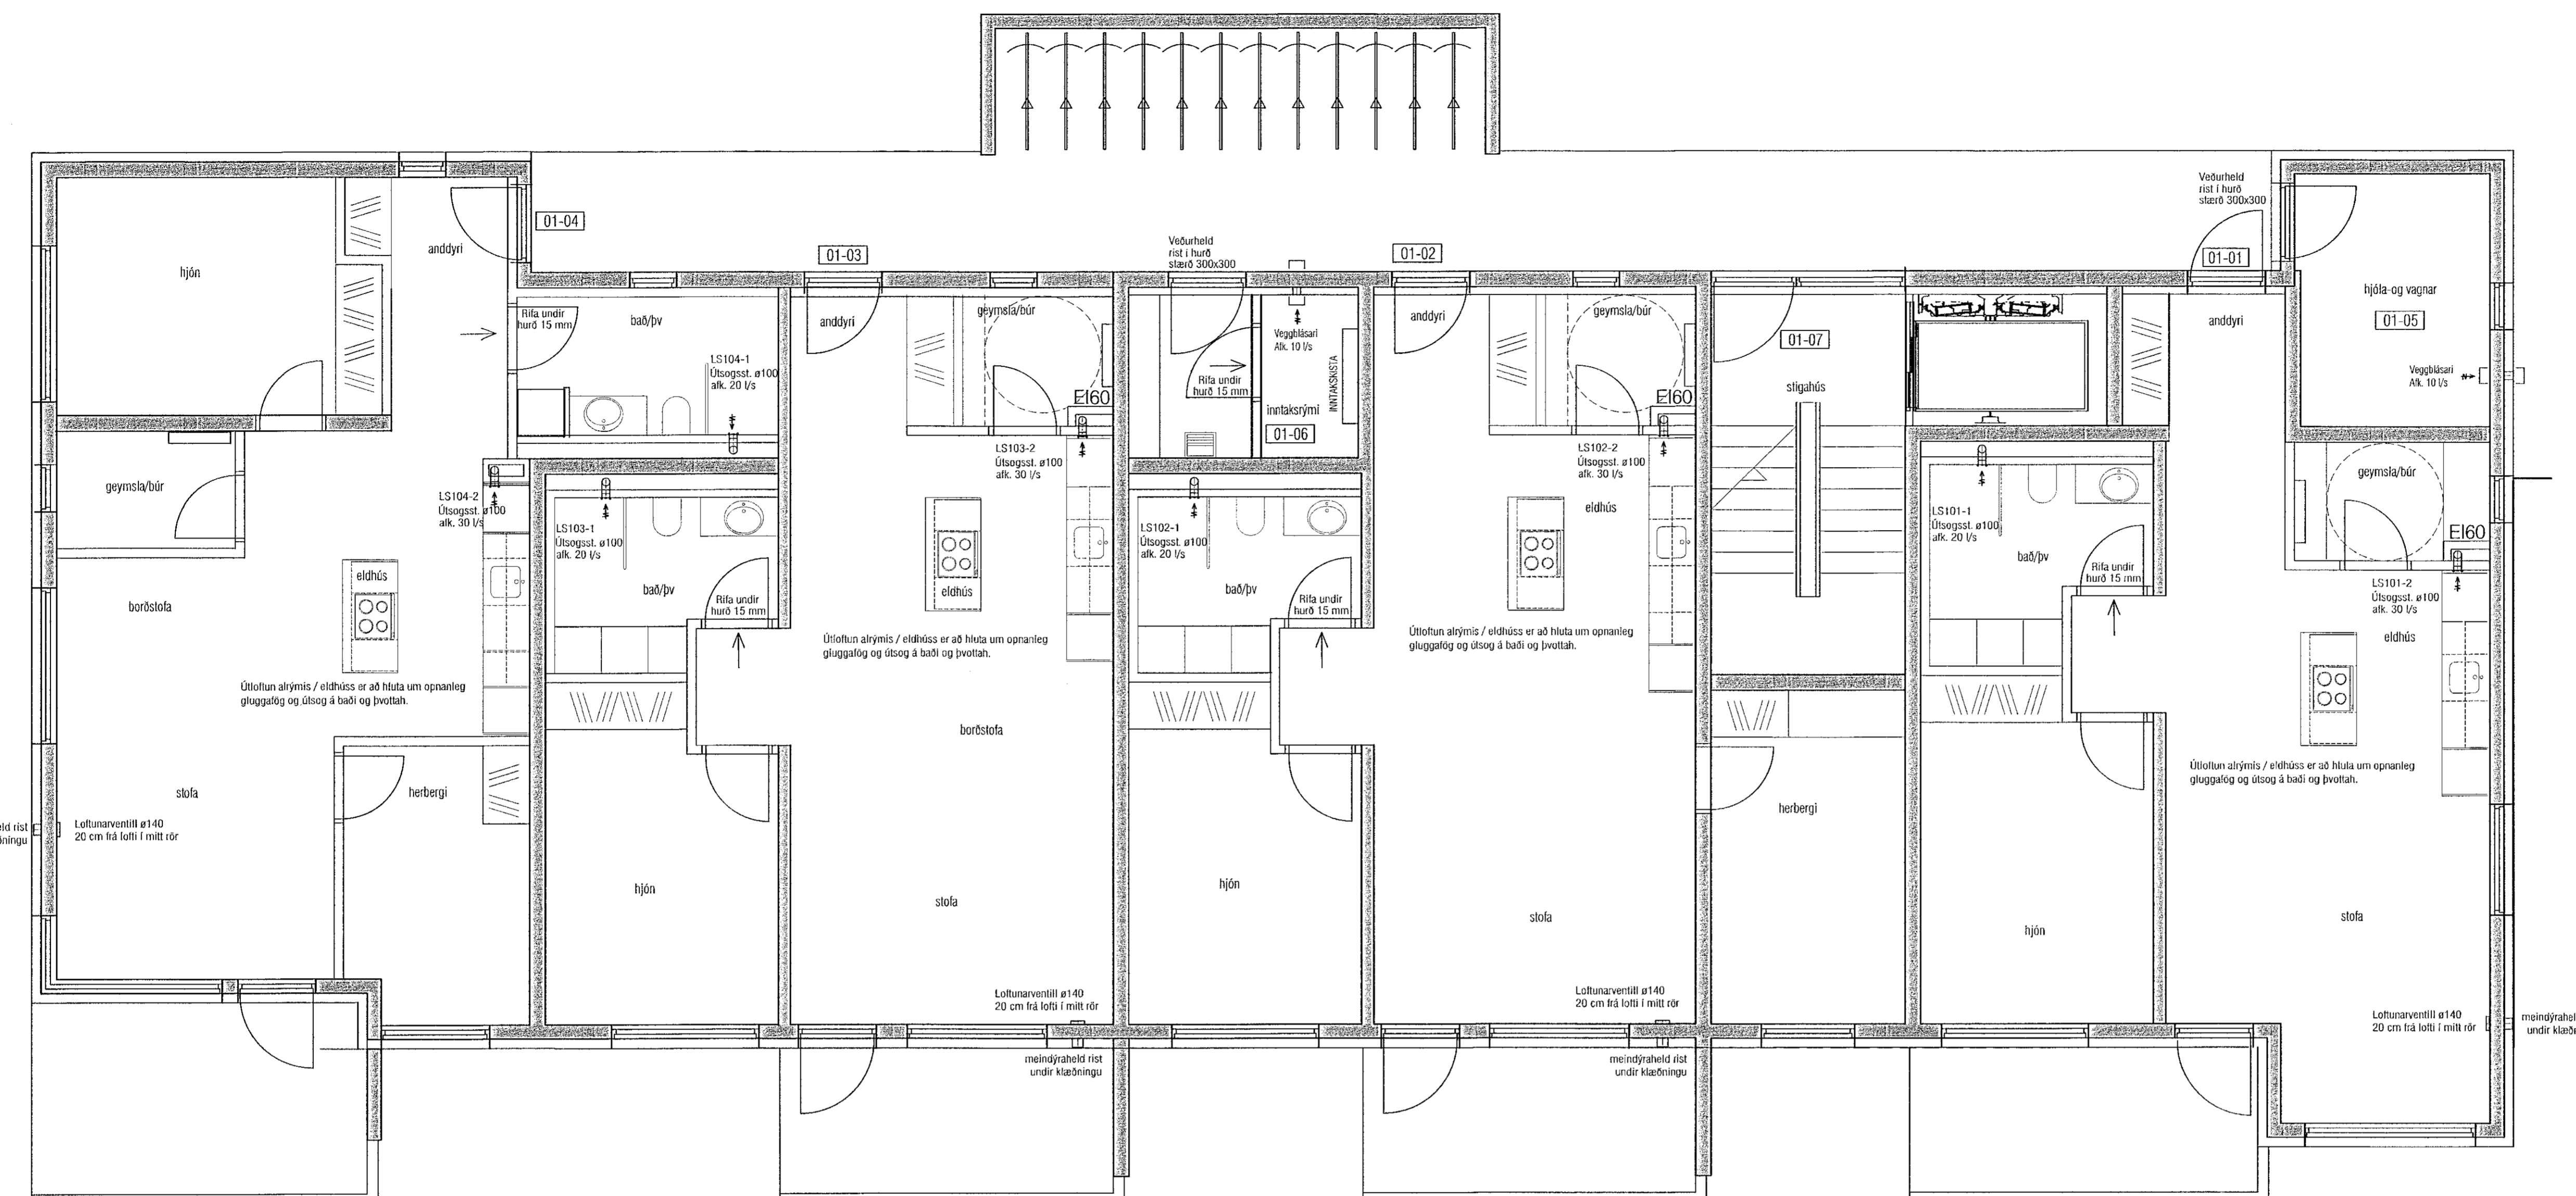 Veðurheld
rist í hurð
stærð 300x300
01-04
01-03
Veðurheld
rist í hurð
stærð 300x300
01-02
01-01
hjón
anddyri
Rifa undir
hurð 15 mm
bað/þv
LS104-1
Útsogsst. ø100
afk. 20 l/s
anddyri
geymsla/búr
EI60
Rifa undir
hurð 15 mm
Veggblásari
Afk. 10 l/s
INNTAKSKISTA
inntaksrými
01-06
anddyri
geymsla/búr
EI60
01-07
stigahús
anddyri
hjóla-og vagnar
01-05
Veggblásari
Afk. 10 l/s
geymsla/búr
LS104-2
Útsogsst. ø100
afk. 30 l/s
LS103-1
Útsogsst. ø100
afk. 20 l/s
LS103-2
Útsogsst. ø100
afk. 30 l/s
LS102-1
Útsogsst. ø100
afk. 20 l/s
LS102-2
Útsogsst. ø100
afk. 30 l/s
eldhús
LS101-1
Útsogsst. ø100
afk. 20 l/s
geymsla/búr
EI60
LS101-2
Útsogsst. ø100
afk. 30 l/s
eldhús
borðstofa
eldhús
bað/þv
Rifa undir
hurð 15 mm
eldhús
bað/þv
Rifa undir
hurð 15 mm
bað/þv
Rifa undir
hurð 15 mm
Útloftun alrýmis / eldhúss er að hluta um opnanleg
gluggafög og útsog á baði og þvottah.
Útloftun alrýmis / eldhúss er að hluta um opnanleg
gluggafög og útsog á baði og þvottah.
Útloftun alrýmis / eldhúss er að hluta um opnanleg
gluggafög og útsog á baði og þvottah.
Útloftun alrýmis / eldhúss er að hluta um opnanleg
gluggafög og útsog á baði og þvottah.
borðstofa
stofa
herbergi
herbergi
eld rist
ðningu
Loftunarventill ø140
20 cm frá lofti í mitt rör
hjón
stofa
hjón
stofa
hjón
stofa
Loftunarventill ø140
20 cm frá lofti í mitt rör
Loftunarventill ø140
20 cm frá lofti í mitt rör
Loftunarventill ø140
20 cm frá lofti í mitt rör
meindýraheld rist
undir klæðningu
meindýraheld rist
undir klæðningu
meindýrahel
undir klæð